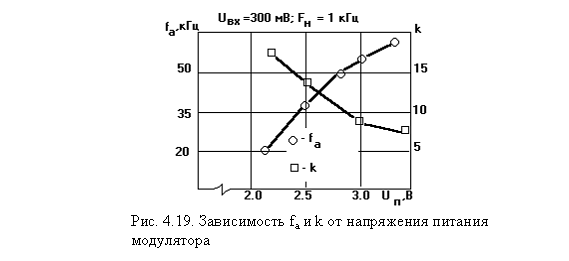 Uвх =300 мВ; Fн = 1 кГц
fа,кГц
k
50
15
35
10
20
5
- fa
- k
2.0 2.5 3.0 Uп,В
Рис. 4.19. Зависимость fа и k от напряжения питания
модулятора